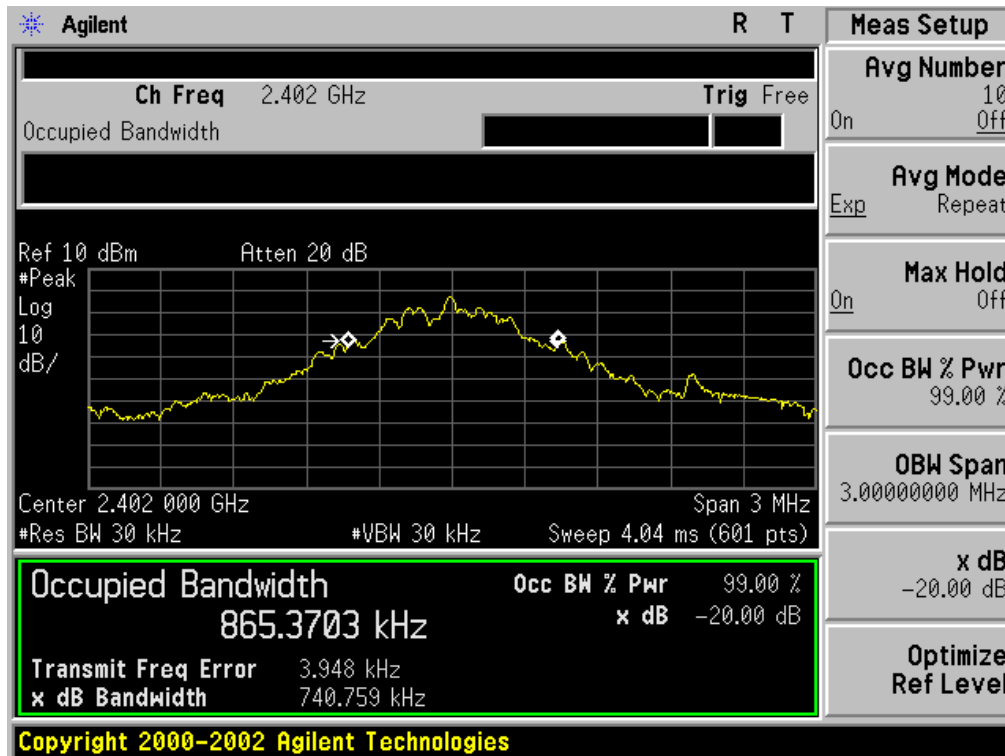 Agilent R T Meas Setup
Ch Freq 2.402 GHz Trig Free
Occupied Bandwidth
Avg Number
10
On Off
Avg Mode
Exp Repeat
Max Hold
On Off
Occ BW % Pwr
99.00 %
OBW Span
3.00000000 MHz
x dB
-20.00 dB
Optimize
Ref Level
Ref 10 dBm Atten 20 dB
#Peak
Log
10
dB/
Center 2.402 000 GHz Span 3 MHz
#Res BW 30 kHz #VBW 30 kHz Sweep 4.04 ms (601 pts)
Occupied Bandwidth Occ BW % Pwr 99.00 %
865.3703 kHz x dB -20.00 dB
Transmit Freq Error 3.948 kHz
x dB Bandwidth 740.759 kHz
Copyright 2000-2002 Agilent Technologies